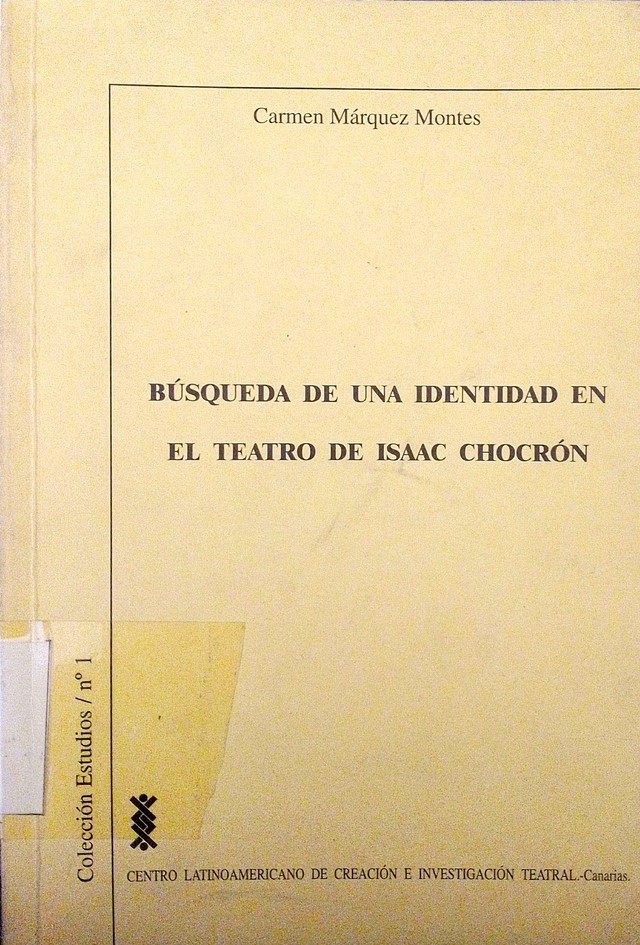 Carmen Márquez Montes
BÚSQUEDA DE UNA IDENTIDAD EN
EL TEATRO DE ISAAC CHOCRÓN
Colección Estudios / nº 1
CENTRO LATINOAMERICANO DE CREACIÓN E INVESTIGACIÓN TEATRAL.-Canarias.